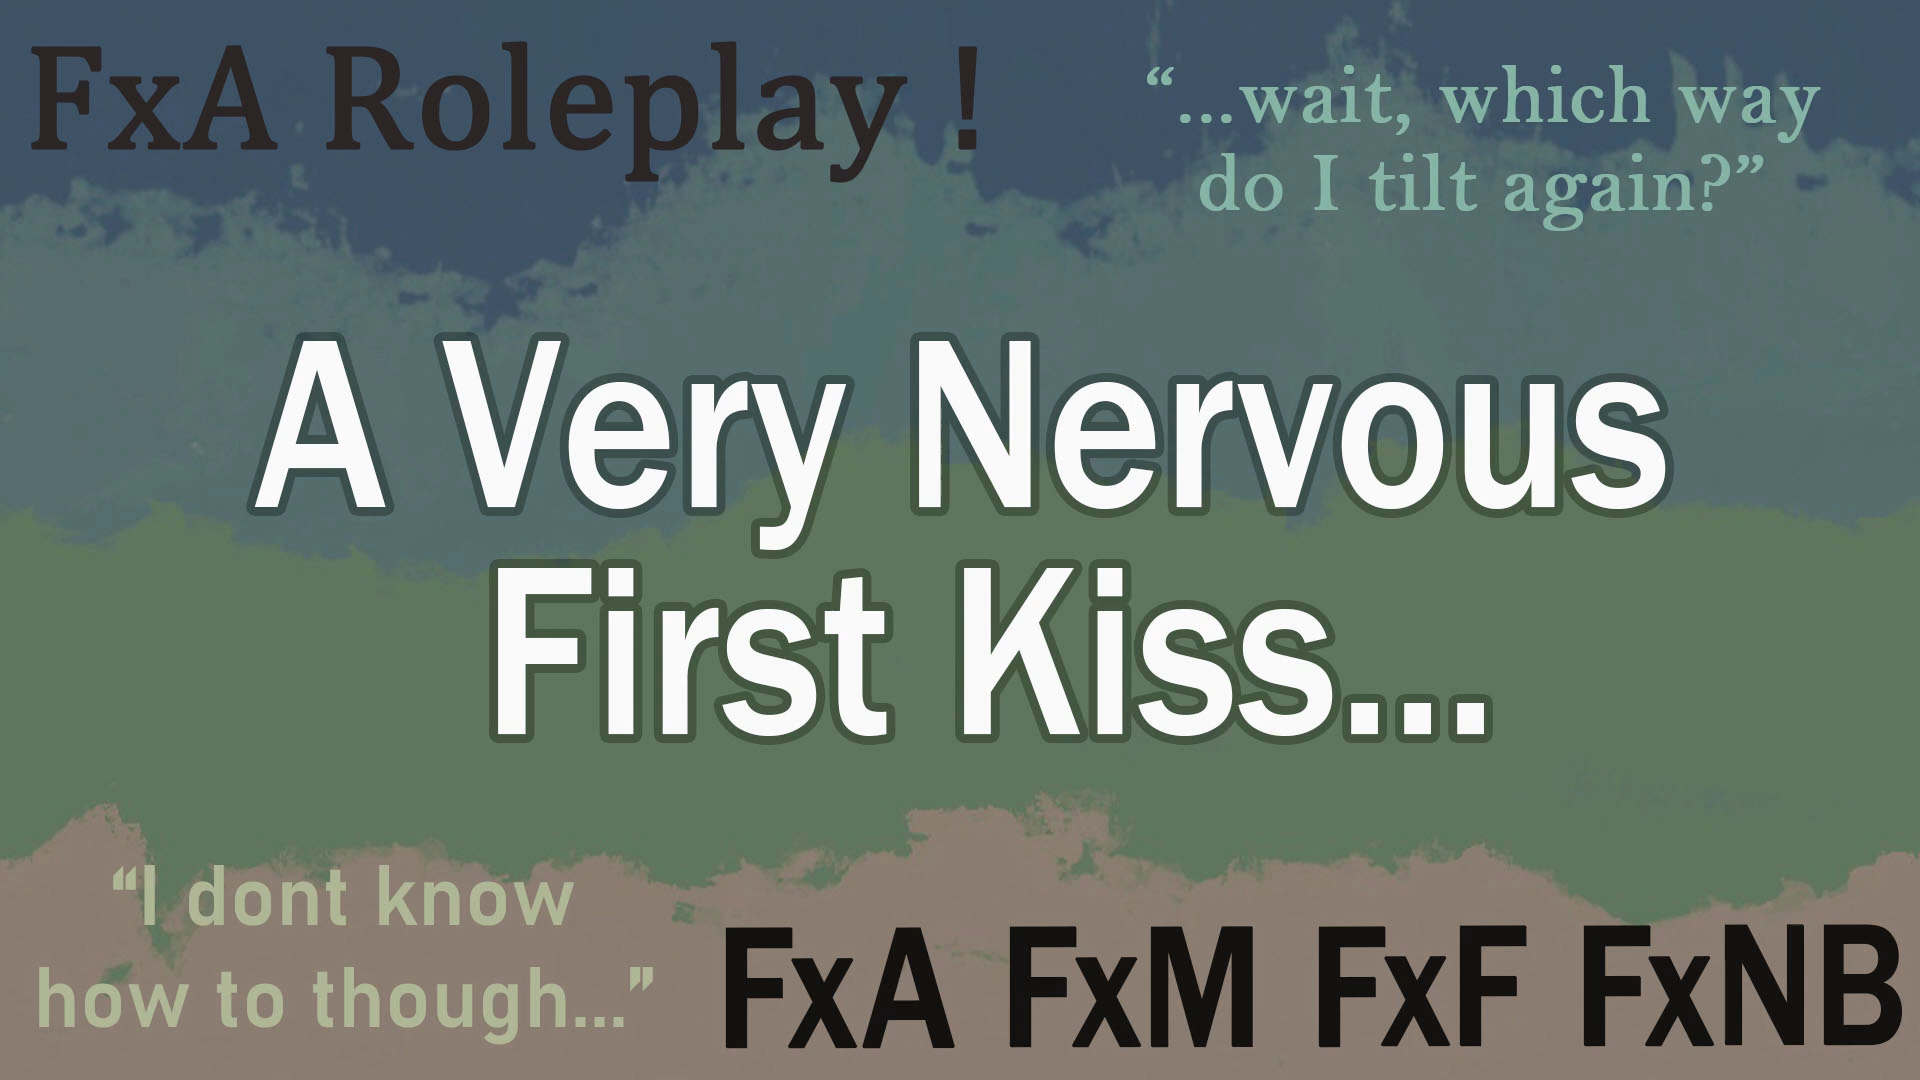 FxA Roleplay !
“...wait, which way
do I tilt again?”
A Very Nervous
First Kiss...
“I dont know
how to though...”
FxA FxM FxF FxNB